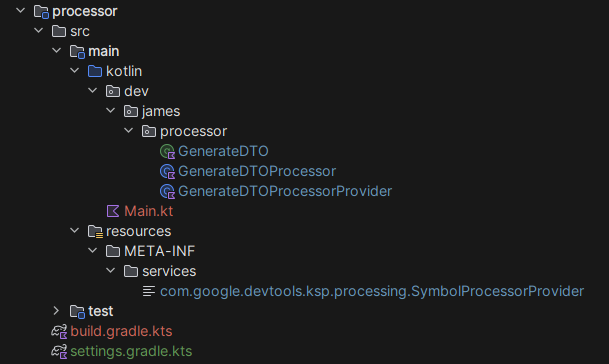 processor
src
main
kotlin
dev
james
processor
GenerateDTO
GenerateDTOProcessor
GenerateDTOProcessorProvider
Main.kt
resources
META-INF
services
com.google.devtools.ksp.processing.SymbolProcessorProvider
test
build.gradle.kts
settings.gradle.kts